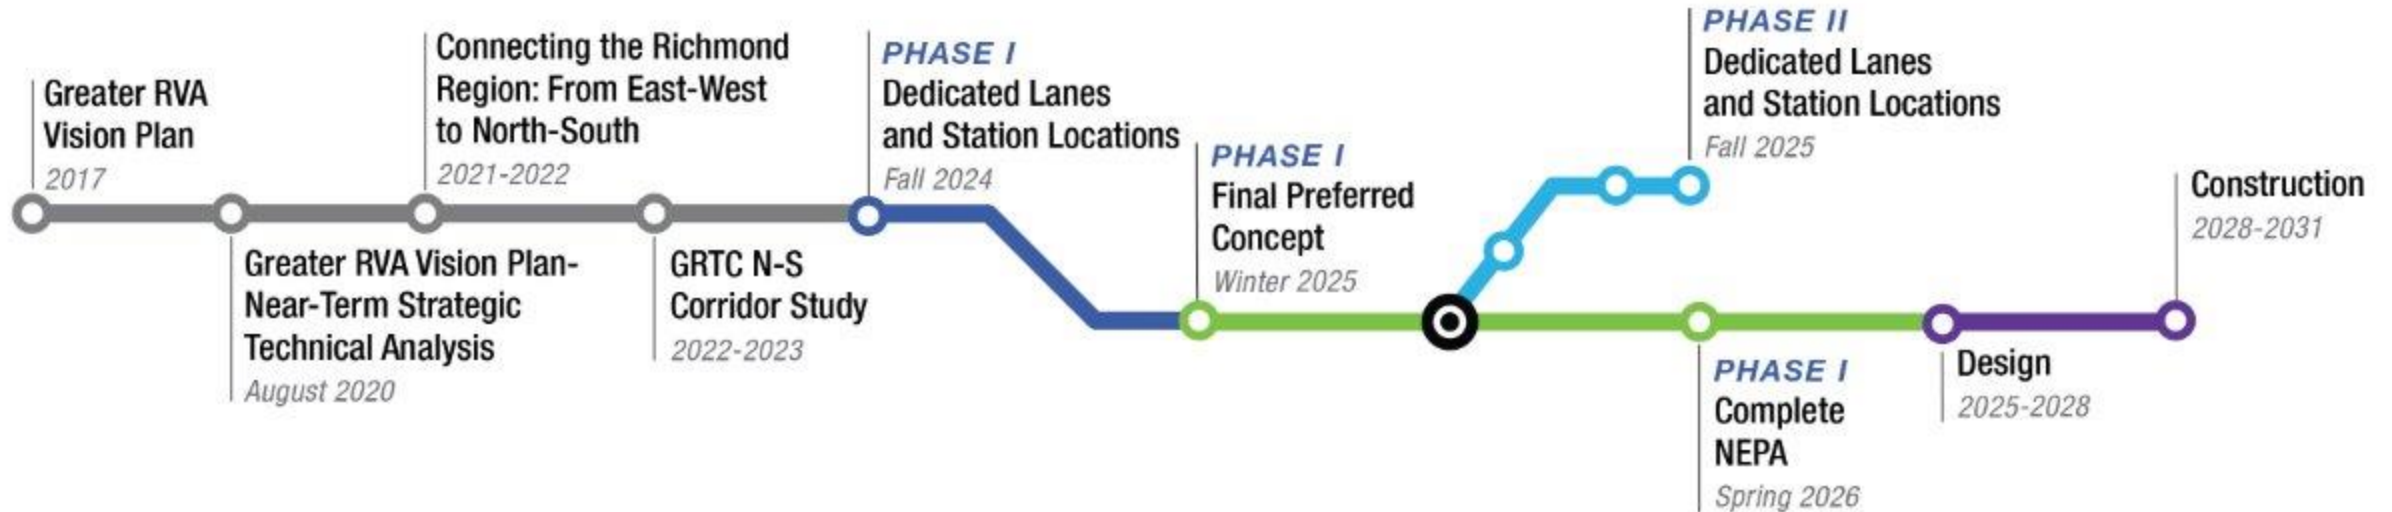 Greater RVA
Vision Plan
2017
Greater RVA Vision Plan-
Near-Term Strategic
Technical Analysis
August 2020
Connecting the Richmond
Region: From East-West
to North-South
2021-2022
GRTC N-S
Corridor Study
2022-2023
PHASE I
Dedicated Lanes
and Station Locations
Fall 2024
PHASE I
Final Preferred
Concept
Winter 2025
PHASE II
Dedicated Lanes
and Station Locations
Fall 2025
PHASE I
Complete
NEPA
Spring 2026
Design
2025-2028
Construction
2028-2031